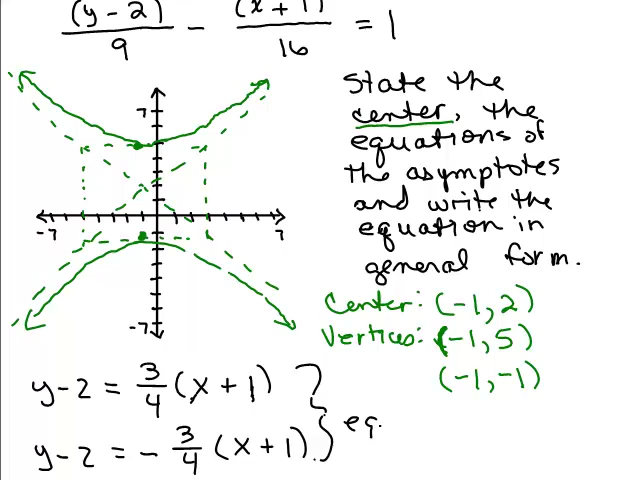 (y - 2) / 9 - (x + 1) / 16 = 1
State the
center, the
equations of
the asymptotes
and write the
equation in
general form.
7
-7
7
-7
Center: (-1, 2)
Vertices: (-1, 5)
(-1, -1)
y - 2 = 3/4 (x + 1)
y - 2 = - 3/4 (x + 1)
eq.